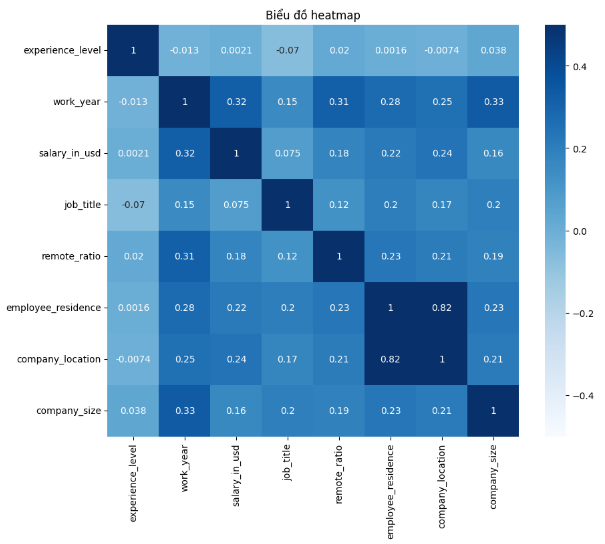 Biểu đồ heatmap
experience_level 1 -0.013 0.0021 -0.07 0.02 0.0016 -0.0074 0.038
work_year -0.013 1 0.32 0.15 0.31 0.28 0.25 0.33
salary_in_usd 0.0021 0.32 1 0.075 0.18 0.22 0.24 0.16
job_title -0.07 0.15 0.075 1 0.12 0.2 0.17 0.2
remote_ratio 0.02 0.31 0.18 0.12 1 0.23 0.21 0.19
employee_residence 0.0016 0.28 0.22 0.2 0.23 1 0.82 0.23
company_location -0.0074 0.25 0.24 0.17 0.21 0.82 1 0.21
company_size 0.038 0.33 0.16 0.2 0.19 0.23 0.21 1
experience_level
work_year
salary_in_usd
job_title
remote_ratio
employee_residence
company_location
company_size
0.4
0.2
0.0
−0.2
−0.4